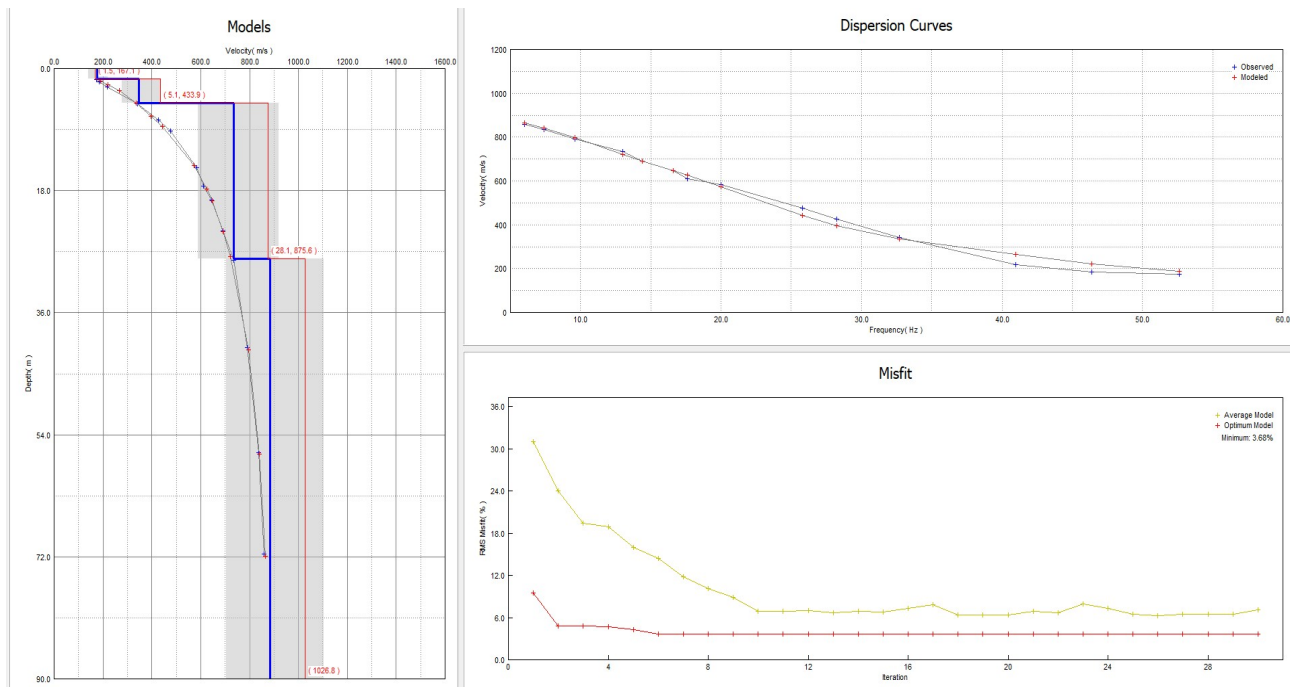 Models
Velocity( m/s )
0.0 200.0 400.0 600.0 800.0 1000.0 1200.0 1400.0 1600.0
0.0
( 1.5, 167.1 )
( 5.1, 433.9 )
18.0
( 28.1, 875.6 )
36.0
Depth( m )
54.0
72.0
90.0
( 1026.8 )
Dispersion Curves
1200
Observed
Modeled
1000
800
Velocity( m/s )
600
400
200
10.0 20.0 30.0 40.0 50.0 60.0
Frequency( Hz )
Misfit
36.0
Average Model
Optimum Model
Minimum: 3.68%
30.0
24.0
RMS Misfit( % )
18.0
12.0
6.0
0.0
0 4 8 12 16 20 24 28
Iteration